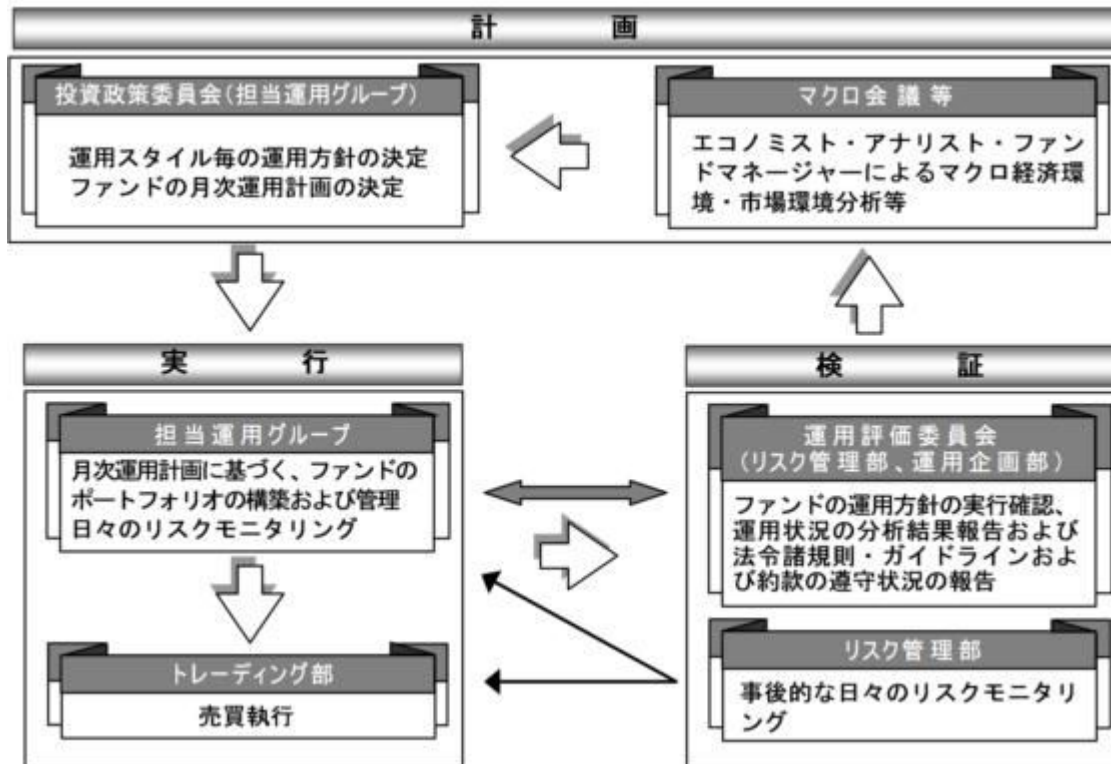 計 画
投資政策委員会(担当運用グループ)
運用スタイル毎の運用方針の決定
ファンドの月次運用計画の決定
マクロ会議等
エコノミスト・アナリスト・ファン
ドマネージャーによるマクロ経済環
境・市場環境分析等
実 行
担当運用グループ
月次運用計画に基づく、ファンドの
ポートフォリオの構築および管理
日々のリスクモニタリング
トレーディング部
売買執行
検 証
運用評価委員会
(リスク管理部、運用企画部)
ファンドの運用方針の実行確認、
運用状況の分析結果報告および
法令諸規則・ガイドラインおよ
び約款の遵守状況の報告
リスク管理部
事後的な日々のリスクモニタリ
ング